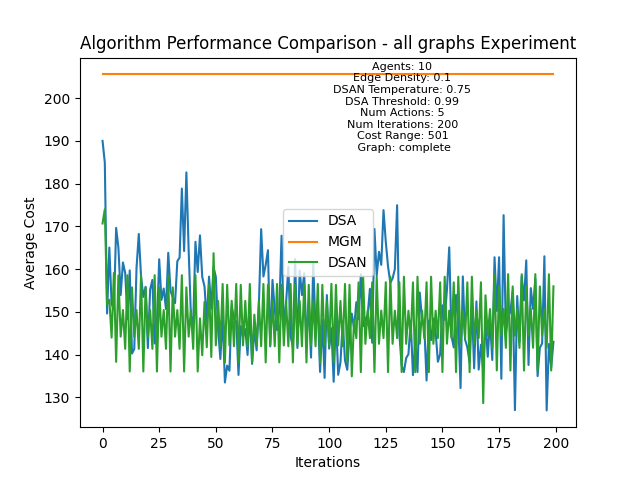 Algorithm Performance Comparison - all graphs Experiment
Agents: 10
Edge Density: 0.1
DSAN Temperature: 0.75
DSA Threshold: 0.99
Num Actions: 5
Num Iterations: 200
Cost Range: 501
Graph: complete
DSA
MGM
DSAN
Average Cost
200
190
180
170
160
150
140
130
0 25 50 75 100 125 150 175 200
Iterations